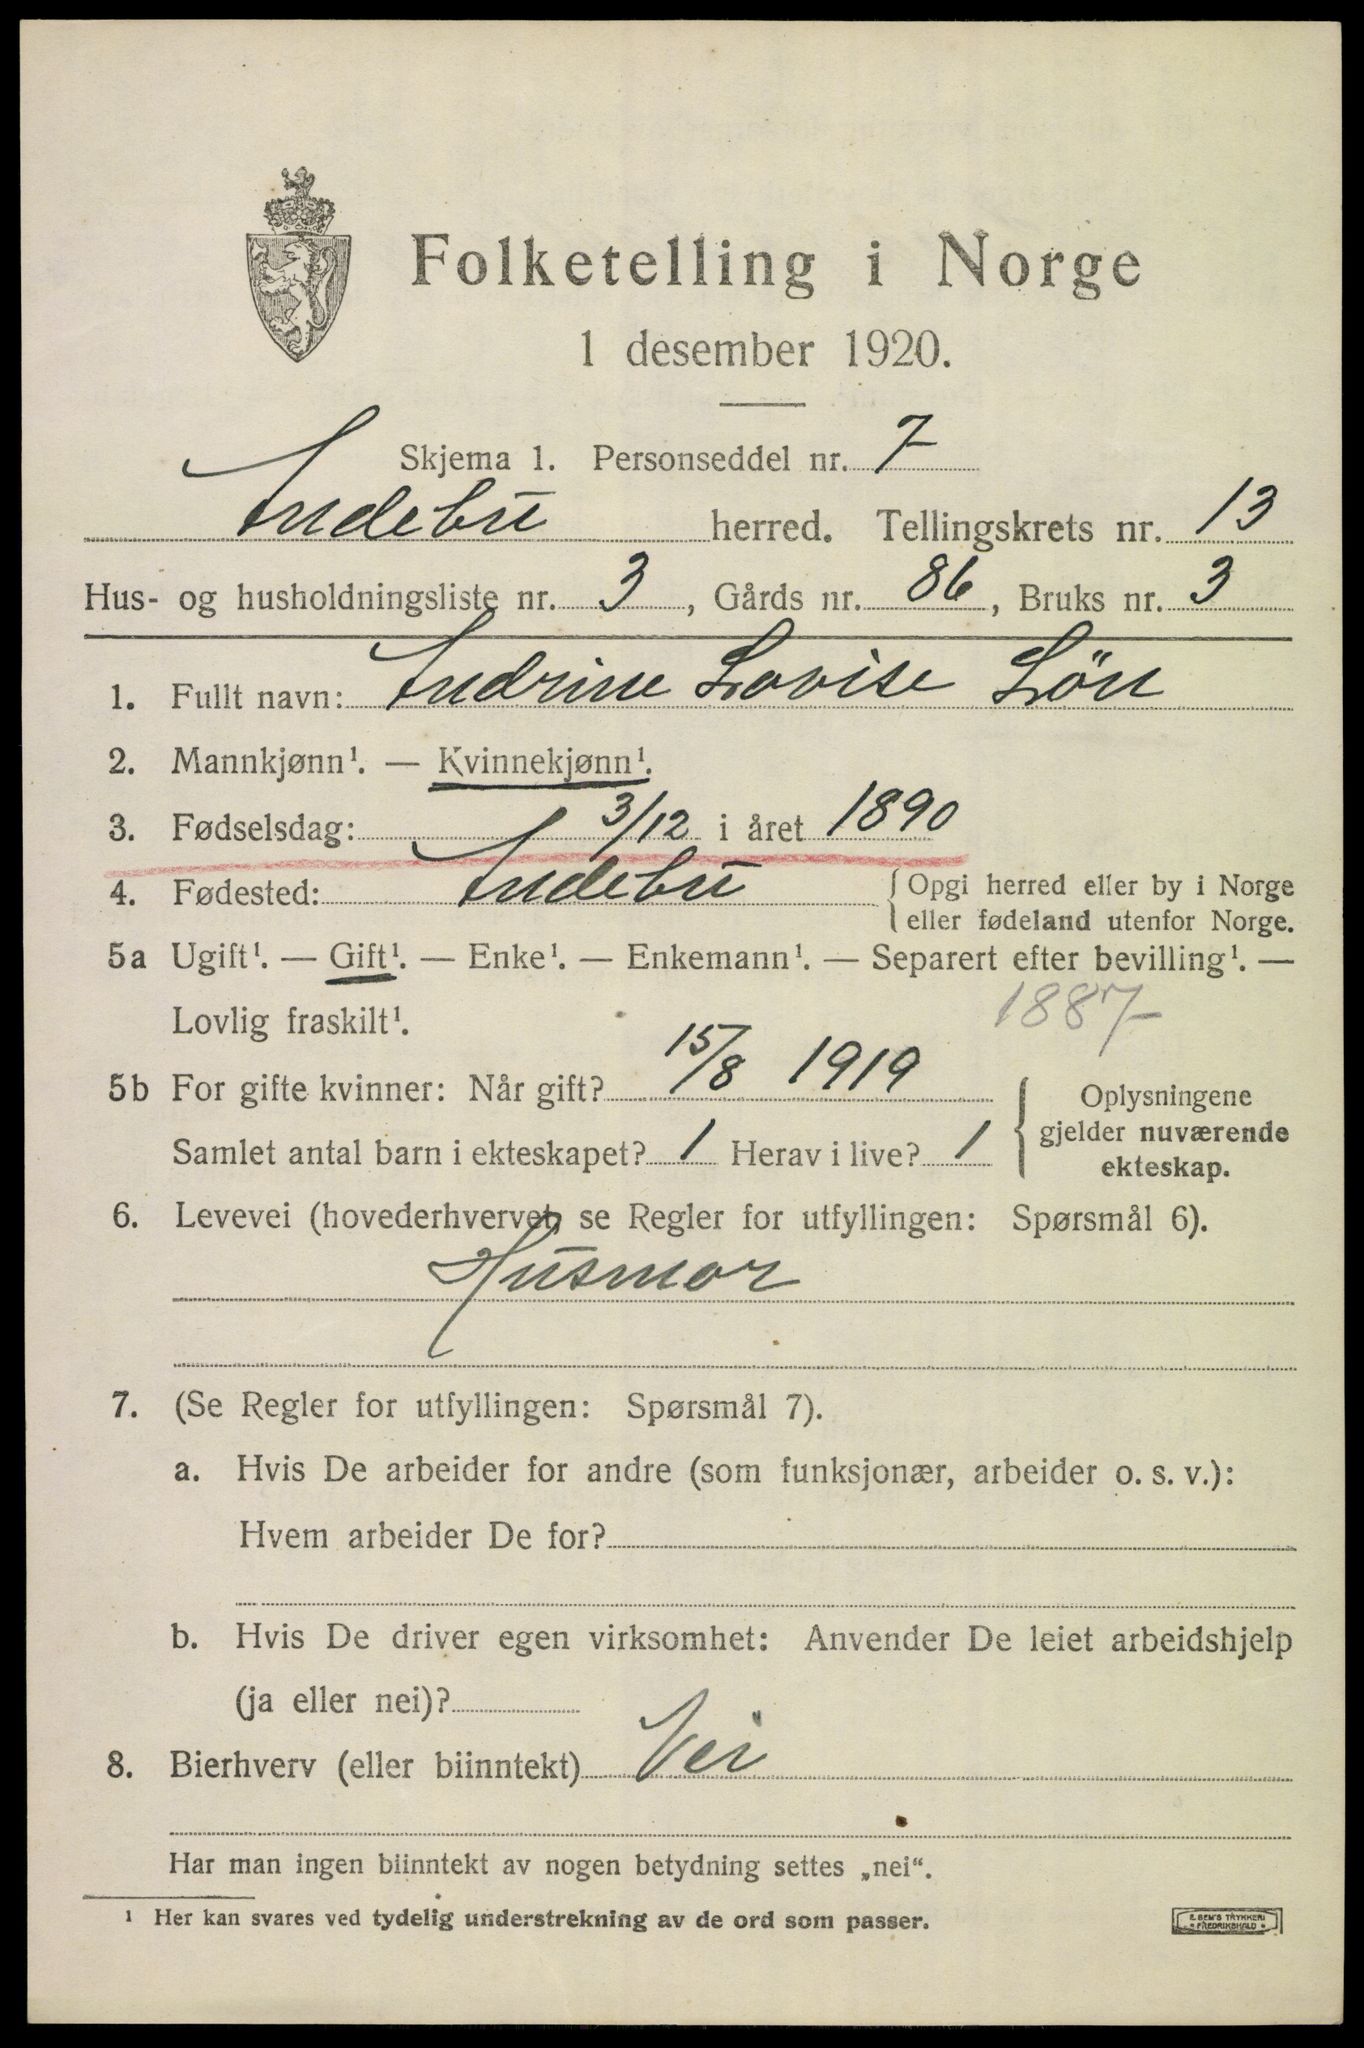 Folketelling i Norge
1 desember 1920.
Skjema 1. Personseddel nr. 7
Andebu herred. Tellingskrets nr. 13
Hus- og husholdningsliste nr. 3, Gårds nr. 86, Bruks nr. 3
1. Fullt navn: Andrine Lovise Løn
2. Mannkjønn¹. — Kvinnekjønn¹.
3. Fødselsdag: 3/12 i året 1890
4. Fødested: Andebu {Opgi herred eller by i Norge
eller fødeland utenfor Norge.
5a Ugift¹. — Gift¹. — Enke¹. — Enkemann¹. — Separert efter bevilling¹. —
Lovlig fraskilt¹. 1887
5b For gifte kvinner: Når gift? 15/8 1919 { Oplysningene
gjelder nuværende
ekteskap.
Samlet antal barn i ekteskapet? 1 Herav i live? 1
6. Levevei (hovederhvervet, se Regler for utfyllingen: Spørsmål 6).
Husmor
7. (Se Regler for utfyllingen: Spørsmål 7).
a. Hvis De arbeider for andre (som funksjonær, arbeider o. s. v.):
Hvem arbeider De for?
b. Hvis De driver egen virksomhet: Anvender De leiet arbeidshjelp
(ja eller nei)?
8. Bierhverv (eller biinntekt) Nei
Har man ingen biinntekt av nogen betydning settes „nei“.
¹ Her kan svares ved tydelig understrekning av de ord som passer.
E. SEM'S TRYKKERI
• FREDRIKSHALD •